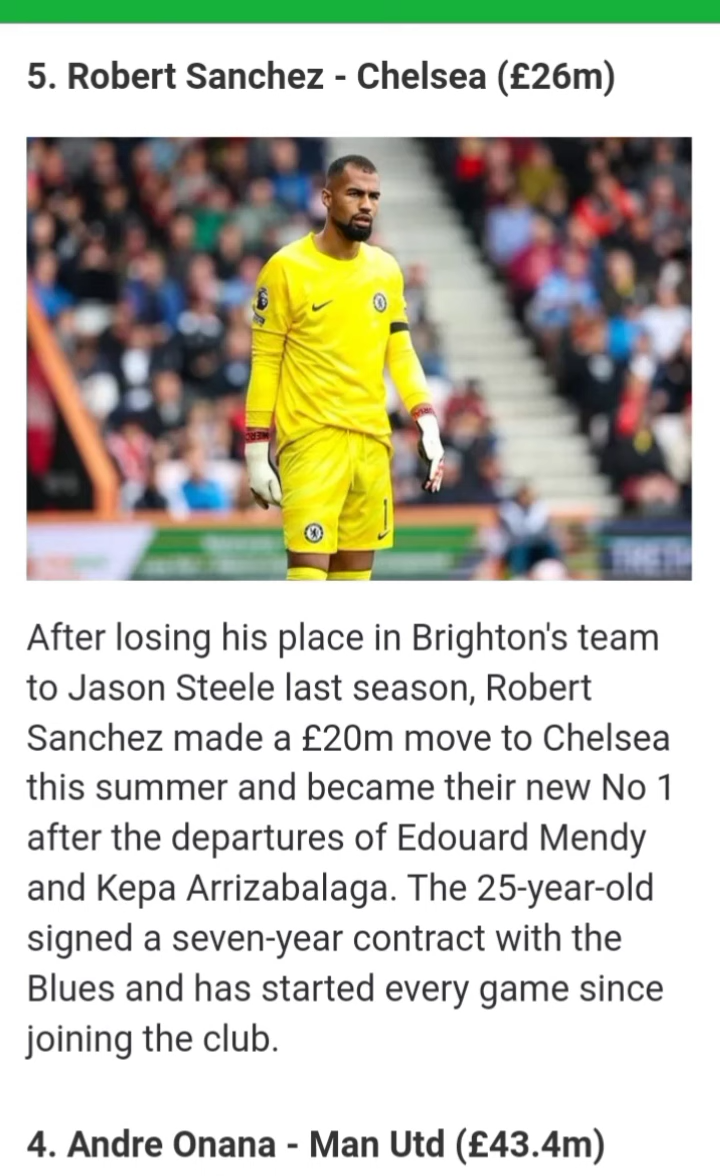 5. Robert Sanchez - Chelsea (£26m)
1
After losing his place in Brighton's team
to Jason Steele last season, Robert
Sanchez made a £20m move to Chelsea
this summer and became their new No 1
after the departures of Edouard Mendy
and Kepa Arrizabalaga. The 25-year-old
signed a seven-year contract with the
Blues and has started every game since
joining the club.
4. Andre Onana - Man Utd (£43.4m)